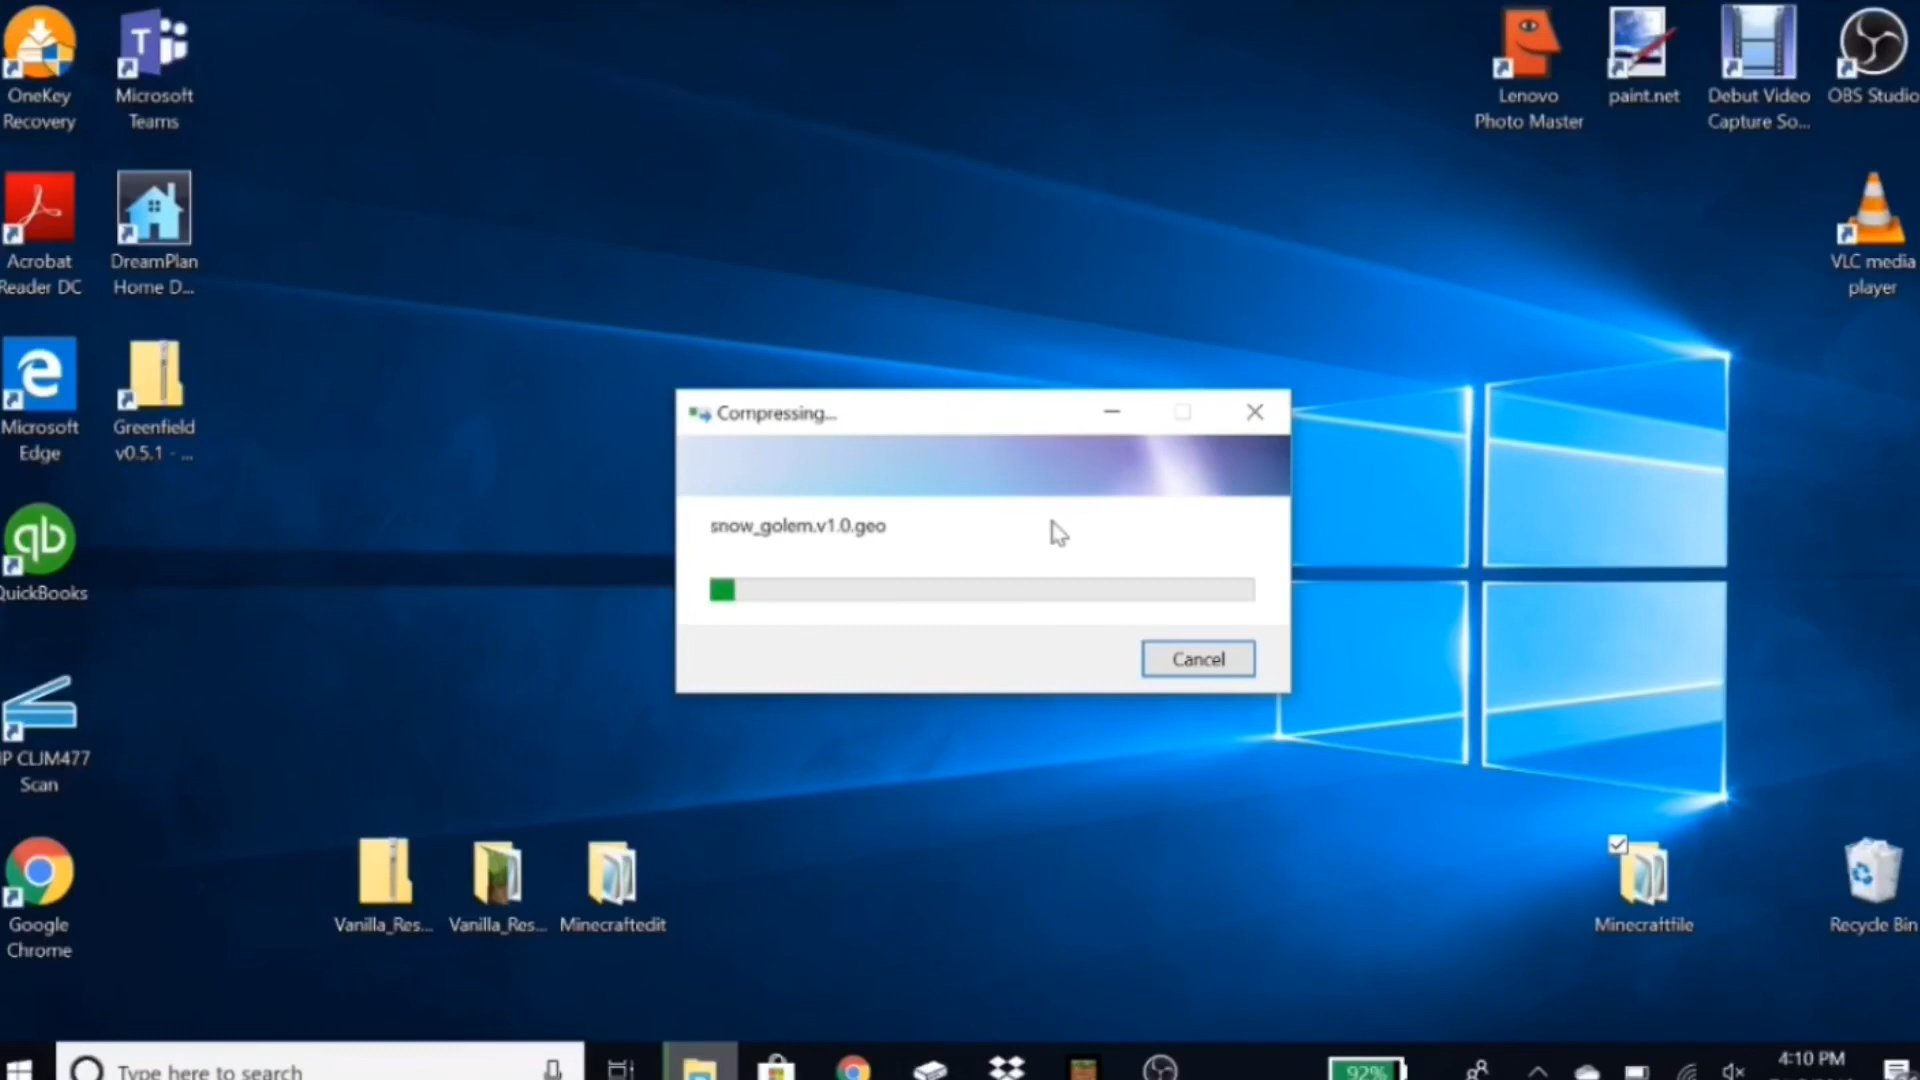 OneKey
Recovery
Microsoft
Teams
Lenovo
Photo Master
paint.net
Debut Video
Capture So...
OBS Studio
Acrobat
Reader DC
DreamPlan
Home D...
VLC media
player
Microsoft
Edge
Greenfield
v0.5.1 - ...
Compressing...
snow_golem.v1.0.geo
Cancel
qb
QuickBooks
HP CLJM477
Scan
Google
Chrome
Vanilla_Res...
Vanilla_Res...
Minecraftedit
Minecraftfile
Recycle Bin
Type here to search
92%
4:10 PM